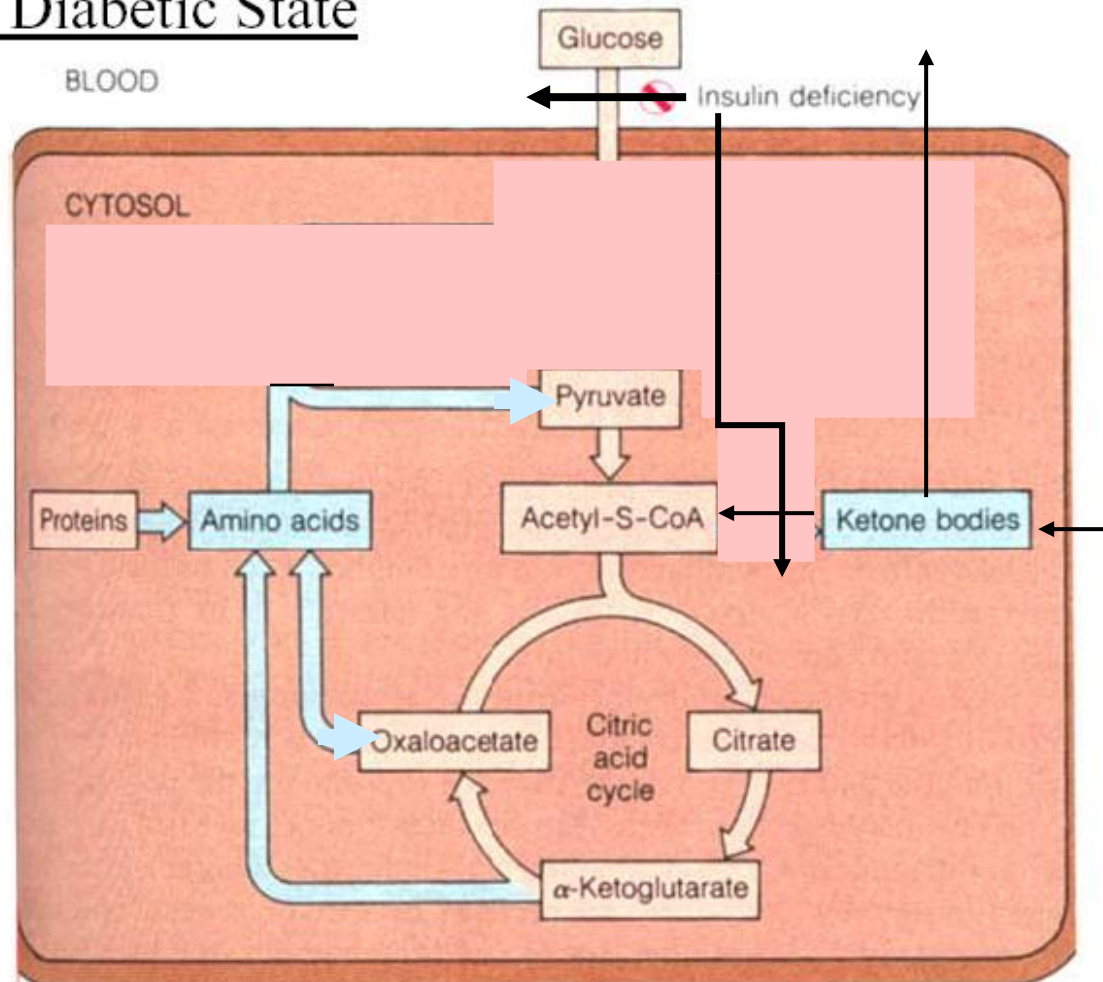 Diabetic State
Glucose
BLOOD
Insulin deficiency
CYTOSOL
Pyruvate
Proteins
Amino acids
Acetyl-S-CoA
Ketone bodies
Oxaloacetate
Citric
acid
cycle
Citrate
α-Ketoglutarate